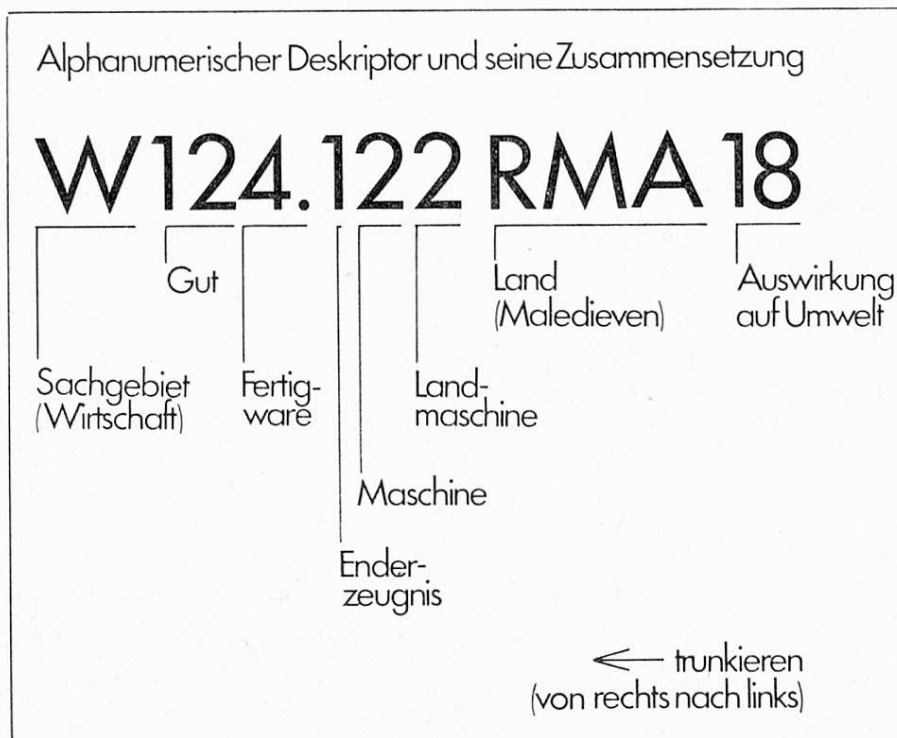 Alphanumerischer Deskriptor und seine Zusammensetzung
W124.122 RMA 18
Gut
Land
(Maledieven)
Auswirkung
auf Umwelt
Sachgebiet
(Wirtschaft)
Fertig-
ware
Land-
maschine
Maschine
Ender-
zeugnis
trunkieren
(von rechts nach links)